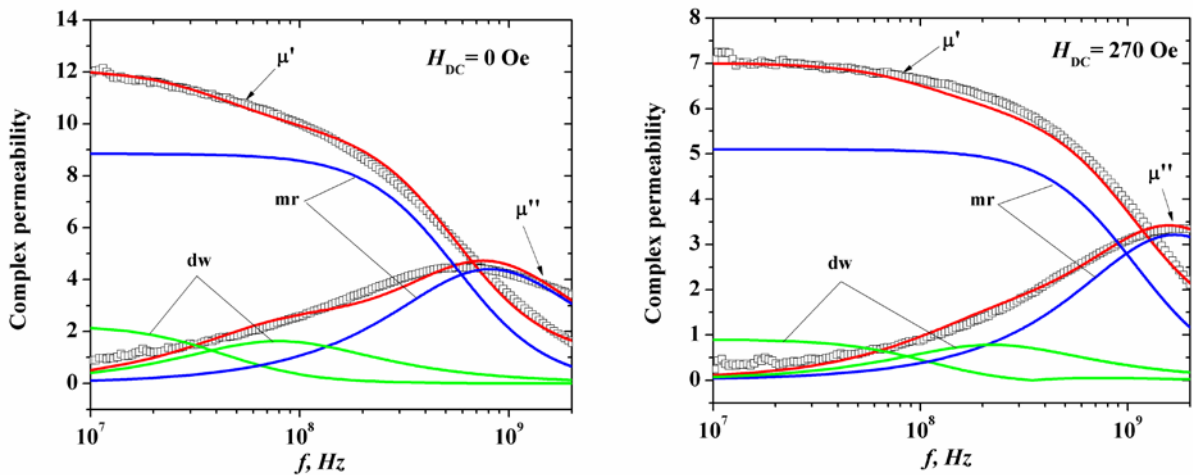 14
12
10
8
6
4
2
0
Complex permeability
μ'
H_DC = 0 Oe
mr
μ''
dw
10^7
10^8
10^9
f, Hz
8
7
6
5
4
3
2
1
0
Complex permeability
μ'
H_DC = 270 Oe
mr
μ''
dw
10^7
10^8
10^9
f, Hz